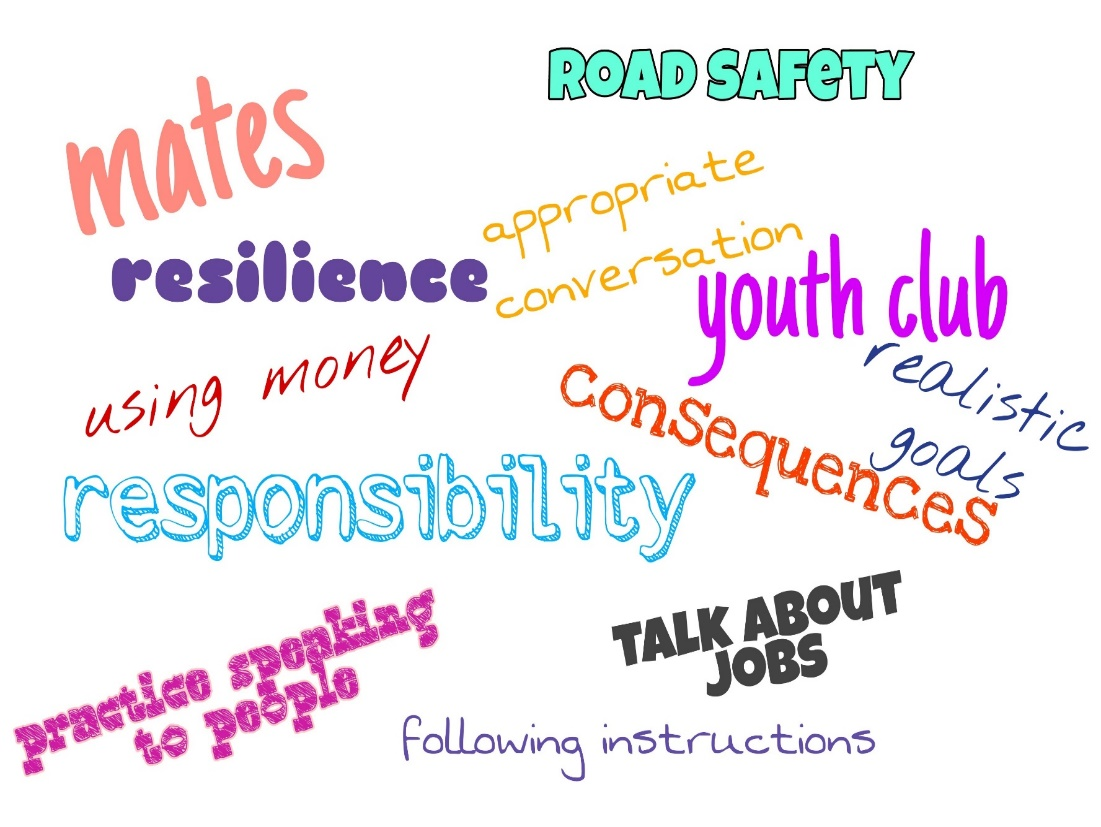 ROAD SAFETY
mates
appropriate
conversation
resilience
youth club
using money
realistic
goals
consequences
responsibility
TALK ABOUT
JOBS
practice speaking
to people
following instructions